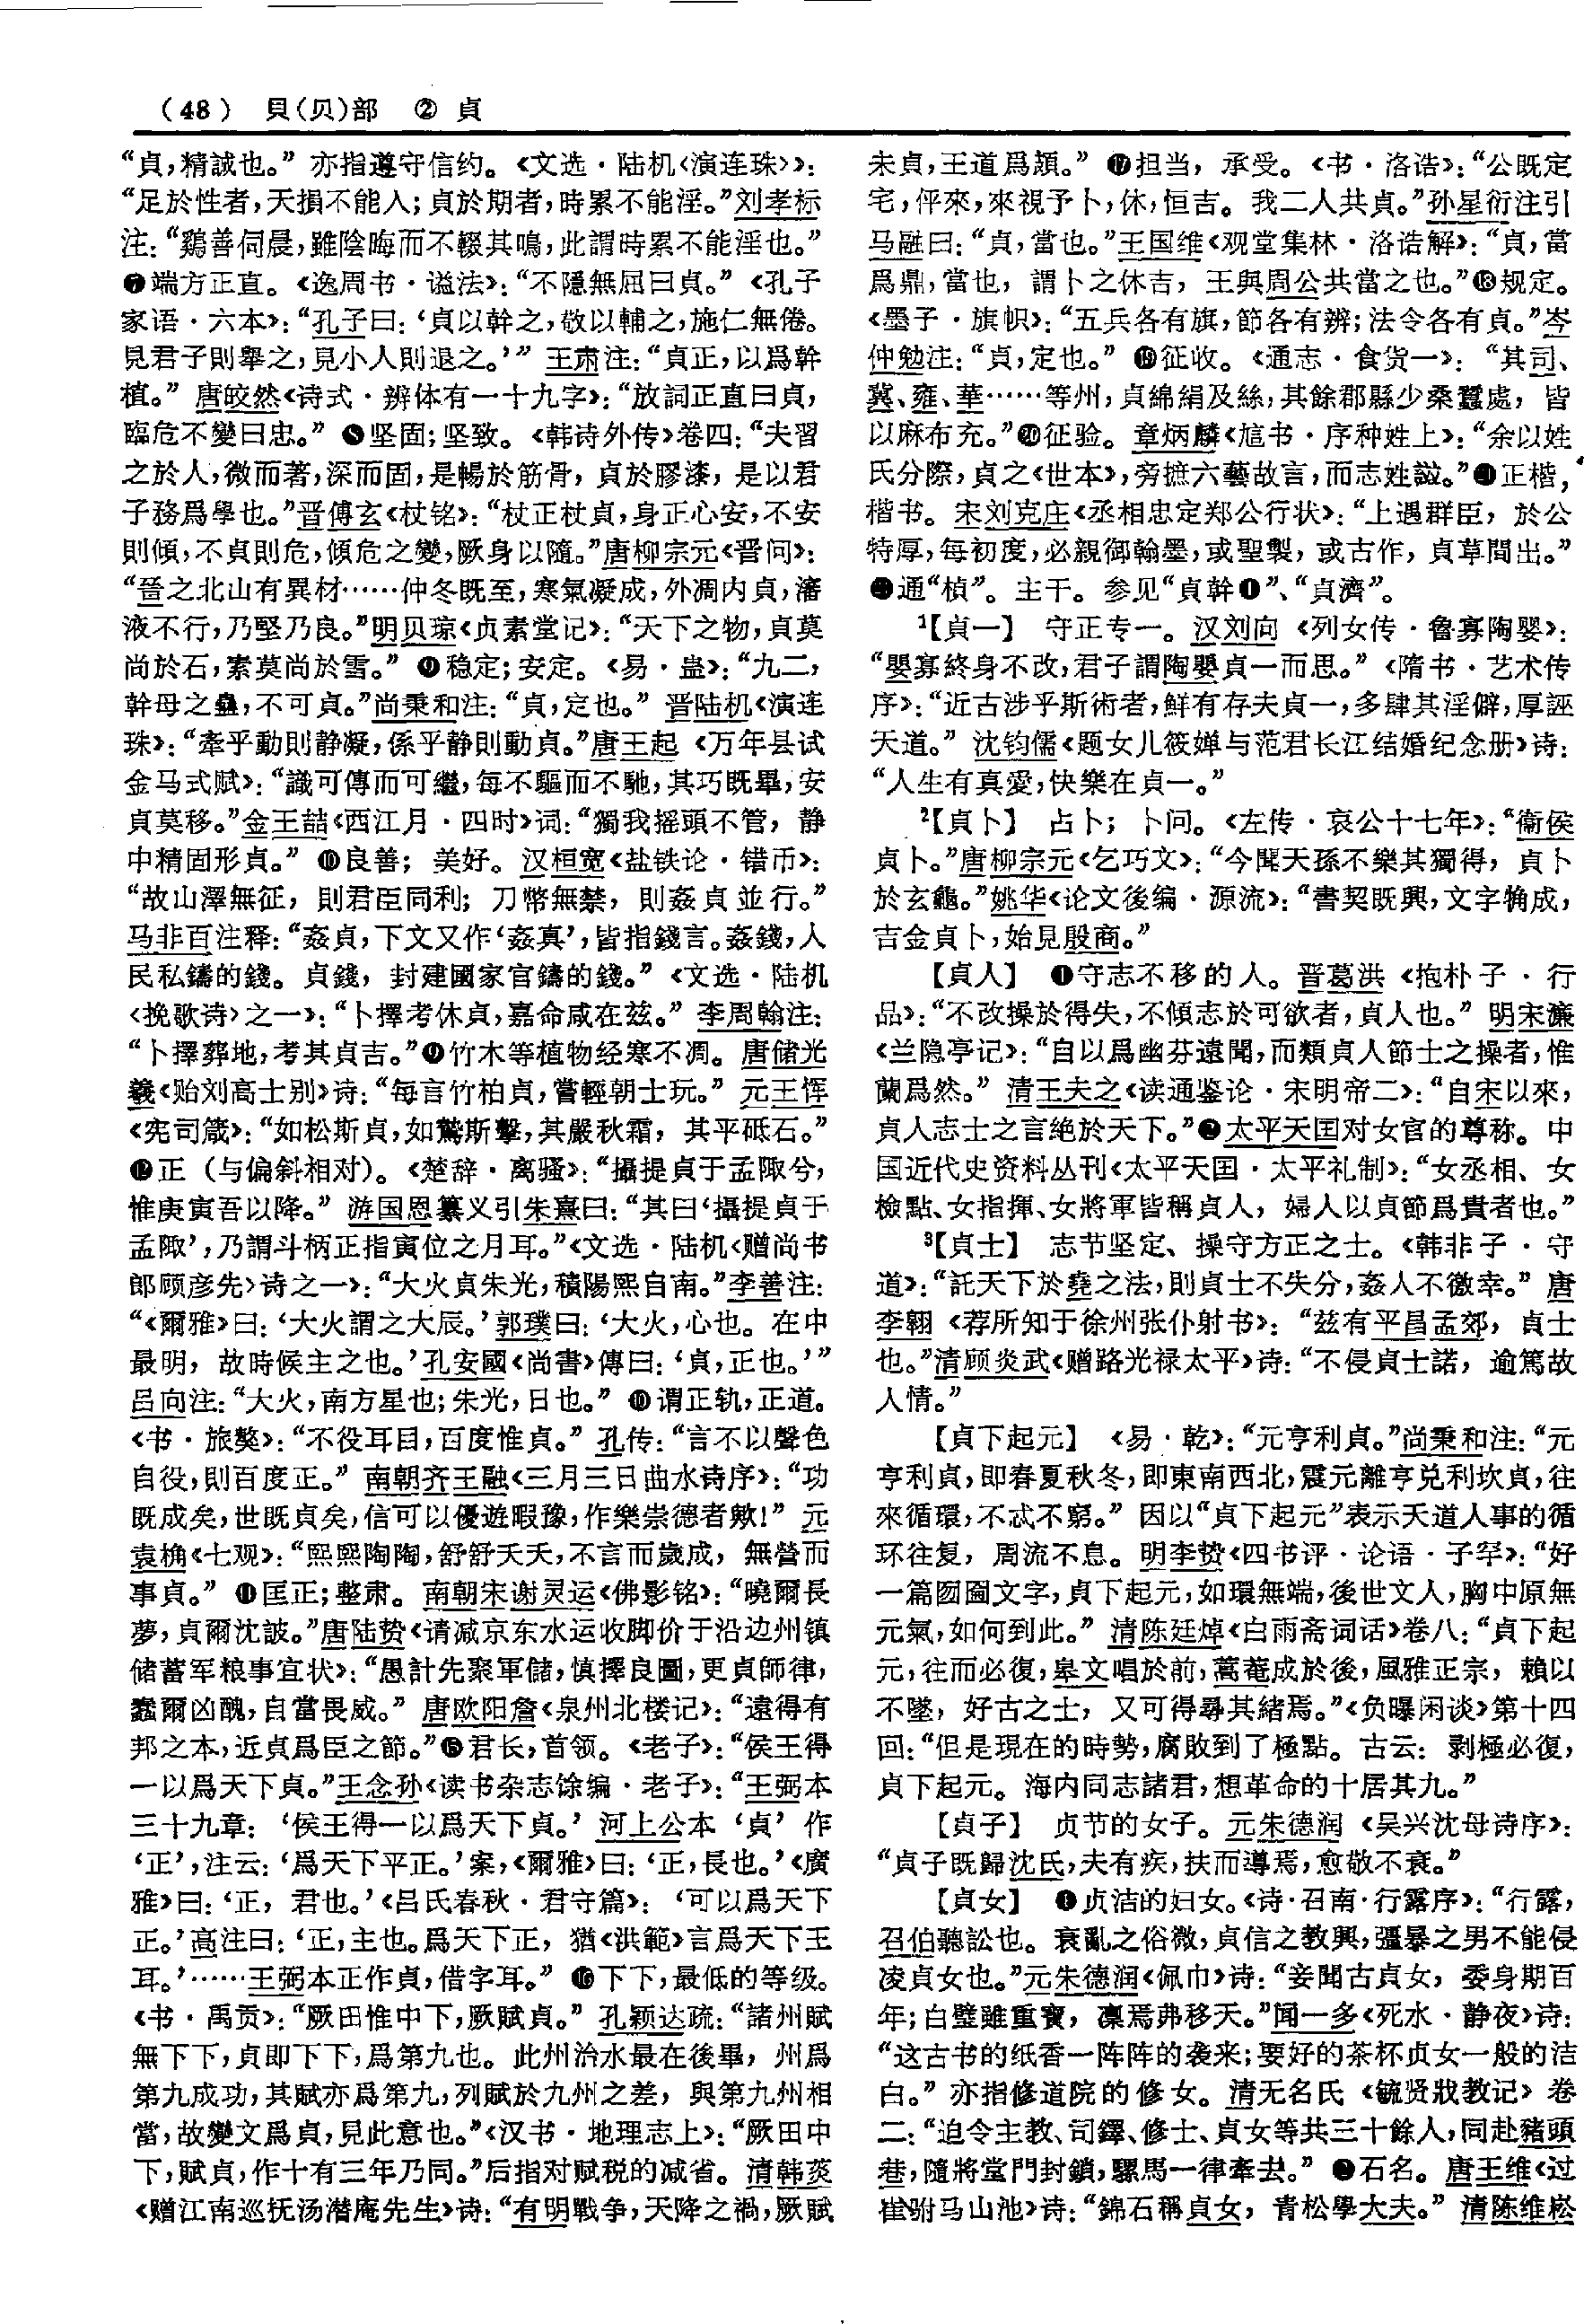 （48） 貝(贝)部 ② 貞
“貞，精誠也。” 亦指遵守信约。《文选·陆机〈演连珠〉》：
“足於性者，天損不能入；貞於期者，時累不能淫。”刘孝标
注：“鷄善伺晨，雖陰晦而不輟其鳴，此謂時累不能淫也。”
❼端方正直。《逸周书·谥法》：“不隱無屈曰貞。” 《孔子
家语·六本》：“孔子曰：‘貞以幹之，敬以輔之，施仁無倦。
見君子則舉之，見小人則退之。’” 王肃注：“貞正，以爲幹
植。” 唐皎然《诗式·辨体有一十九字》：“放詞正直曰貞，
臨危不變曰忠。” ❽坚固；坚致。《韩诗外传》卷四：“夫習
之於人，微而著，深而固，是暢於筋骨，貞於膠漆，是以君
子務爲學也。”晋傅玄《杖铭》：“杖正杖貞，身正心安，不安
則傾，不貞則危，傾危之變，厥身以隨。”唐柳宗元《晋问》：
“晉之北山有異材……仲冬既至，寒氣凝成，外凋内貞，瀋
液不行，乃堅乃良。”明贝琼《贞素堂记》：“天下之物，貞莫
尚於石，素莫尚於雪。” ❾稳定；安定。《易·蛊》：“九二，
幹母之蠱，不可貞。”尚秉和注：“貞，定也。” 晋陆机《演连
珠》：“牽乎動則静凝，係乎静則動貞。”唐王起《万年县试
金马式赋》：“識可傳而可繼，每不驅而不馳，其巧既畢，安
貞莫移。”金王喆《西江月·四时》词：“獨我摇頭不管，静
中精固形貞。” ❿良善；美好。汉桓宽《盐铁论·错币》：
“故山澤無征，則君臣同利；刀幣無禁，則姦貞並行。”
马非百注释：“姦貞，下文又作‘姦真’，皆指錢言。姦錢，人
民私鑄的錢。貞錢，封建國家官鑄的錢。” 《文选·陆机
〈挽歌诗〉之一》：“卜擇考休貞，嘉命咸在兹。” 李周翰注：
“卜擇葬地，考其貞吉。”⓫竹木等植物经寒不凋。唐储光
羲《贻刘高士别》诗：“每言竹柏貞，嘗輕朝士玩。” 元王恽
《宪司箴》：“如松斯貞，如鷙斯擊，其嚴秋霜，其平砥石。”
⓬正（与偏斜相对）。《楚辞·离骚》：“攝提貞于孟陬兮，
惟庚寅吾以降。” 游国恩纂义引朱熹曰：“其曰‘攝提貞于
孟陬’，乃謂斗柄正指寅位之月耳。”《文选·陆机〈赠尚书
郎顾彦先〉诗之一》：“大火貞朱光，積陽熙自南。”李善注：
“《爾雅》曰：‘大火謂之大辰。’郭璞曰：‘大火，心也。在中
最明，故時候主之也。’孔安國《尚書》傳曰：‘貞，正也。’”
吕向注：“大火，南方星也；朱光，日也。” ⓭谓正轨，正道。
《书·旅獒》：“不役耳目，百度惟貞。” 孔传：“言不以聲色
自役，則百度正。” 南朝齐王融《三月三日曲水诗序》：“功
既成矣，世既貞矣，信可以優遊暇豫，作樂崇德者歟！” 元
袁桷《七观》：“熙熙陶陶，舒舒夭夭，不言而歲成，無營而
事貞。” ⓮匡正；整肃。南朝宋谢灵运《佛影铭》：“曉爾長
夢，貞爾沈詖。”唐陆贽《请减京东水运收脚价于沿边州镇
储蓄军粮事宜状》：“愚計先聚軍儲，慎擇良圖，更貞師律，
蠢爾凶醜，自當畏威。” 唐欧阳詹《泉州北楼记》：“遠得有
邦之本，近貞爲臣之節。”⓯君长，首领。《老子》：“侯王得
一以爲天下貞。”王念孙《读书杂志馀编·老子》：“王弼本
三十九章：‘侯王得一以爲天下貞。’ 河上公本‘貞’作
‘正’，注云：‘爲天下平正。’案，《爾雅》曰：‘正，長也。’《廣
雅》曰：‘正，君也。’《吕氏春秋·君守篇》：‘可以爲天下
正。’高注曰：‘正，主也。爲天下正，猶《洪範》言爲天下王
耳。’……王弼本正作貞，借字耳。” ⓰下下，最低的等级。
《书·禹贡》：“厥田惟中下，厥賦貞。” 孔颖达疏：“諸州賦
無下下，貞即下下，爲第九也。此州治水最在後畢，州爲
第九成功，其賦亦爲第九，列賦於九州之差，與第九州相
當，故變文爲貞，見此意也。”《汉书·地理志上》：“厥田中
下，賦貞，作十有三年乃同。”后指对赋税的减省。清韩菼
《赠江南巡抚汤潜庵先生》诗：“有明戰争，天降之禍，厥賦
未貞，王道爲頗。” ⓱担当，承受。《书·洛诰》：“公既定
宅，伻來，來視予卜，休，恒吉。我二人共貞。”孙星衍注引
马融曰：“貞，當也。”王国维《观堂集林·洛诰解》：“貞，當
爲鼎，當也，謂卜之休吉，王與周公共當之也。”⓲规定。
《墨子·旗帜》：“五兵各有旗，節各有辨；法令各有貞。”岑
仲勉注：“貞，定也。” ⓳征收。《通志·食货一》：“其司、
冀、雍、華……等州，貞綿絹及絲，其餘郡縣少桑蠶處，皆
以麻布充。”⓴征验。章炳麟《訄书·序种姓上》：“余以姓
氏分際，貞之《世本》，旁摭六藝故言，而志姓譜。”㉑正楷，
楷书。宋刘克庄《丞相忠定郑公行状》：“上遇群臣，於公
特厚，每初度，必親御翰墨，或聖製，或古作，貞草間出。”
㉒通“楨”。主干。参见“貞幹❶”、“貞濟”。
¹【貞一】 守正专一。汉刘向《列女传·鲁寡陶婴》：
“嬰寡終身不改，君子謂陶嬰貞一而思。” 《隋书·艺术传
序》：“近古涉乎斯術者，鮮有存夫貞一，多肆其淫僻，厚誣
天道。” 沈钧儒《题女儿筱婵与范君长江结婚纪念册》诗：
“人生有真愛，快樂在貞一。”
²【貞卜】 占卜；卜问。《左传·哀公十七年》：“衞侯
貞卜。”唐柳宗元《乞巧文》：“今聞天孫不樂其獨得，貞卜
於玄龜。”姚华《论文後编·源流》：“書契既興，文字犓成，
吉金貞卜，始見殷商。”
【貞人】 ❶守志不移的人。晋葛洪《抱朴子·行
品》：“不改操於得失，不傾志於可欲者，貞人也。” 明宋濂
《兰隐亭记》：“自以爲幽芬遠聞，而類貞人節士之操者，惟
蘭爲然。” 清王夫之《读通鉴论·宋明帝二》：“自宋以來，
貞人志士之言絶於天下。”❷太平天囯对女官的尊称。中
国近代史资料丛刊《太平天囯·太平礼制》：“女丞相、女
檢點、女指揮、女將軍皆稱貞人，婦人以貞節爲貴者也。”
³【貞士】 志节坚定、操守方正之士。《韩非子·守
道》：“託天下於堯之法，則貞士不失分，姦人不徼幸。” 唐
李翱《荐所知于徐州张仆射书》：“兹有平昌孟郊，貞士
也。”清顾炎武《赠路光禄太平》诗：“不侵貞士諾，逾篤故
人情。”
【貞下起元】 《易·乾》：“元亨利貞。”尚秉和注：“元
亨利貞，即春夏秋冬，即東南西北，震元離亨兑利坎貞，往
來循環，不忒不窮。” 因以“貞下起元”表示天道人事的循
环往复，周流不息。明李贽《四书评·论语·子罕》：“好
一篇囫圇文字，貞下起元，如環無端，後世文人，胸中原無
元氣，如何到此。” 清陈廷焯《白雨斋词话》卷八：“貞下起
元，往而必復，皋文唱於前，蒿菴成於後，風雅正宗，賴以
不墜，好古之士，又可得尋其緒焉。”《负曝闲谈》第十四
回：“但是現在的時勢，腐敗到了極點。古云：剥極必復，
貞下起元。海内同志諸君，想革命的十居其九。”
【貞子】 贞节的女子。元朱德润《吴兴沈母诗序》：
“貞子既歸沈氏，夫有疾，扶而導焉，愈敬不衰。”
【貞女】 ❶贞洁的妇女。《诗·召南·行露序》：“行露，
召伯聽訟也。衰亂之俗微，貞信之教興，彊暴之男不能侵
凌貞女也。”元朱德润《佩巾》诗：“妾聞古貞女，委身期百
年；白璧雖重寶，凛焉弗移天。”闻一多《死水·静夜》诗：
“这古书的纸香一阵阵的袭来；要好的茶杯贞女一般的洁
白。” 亦指修道院的修女。清无名氏《毓贤戕教记》卷
二：“迫令主教、司鐸、修士、貞女等共三十餘人，同赴豬頭
巷，隨將堂門封鎖，騾馬一律牽去。” ❷石名。唐王维《过
崔驸马山池》诗：“錦石稱貞女，青松學大夫。” 清陈维崧